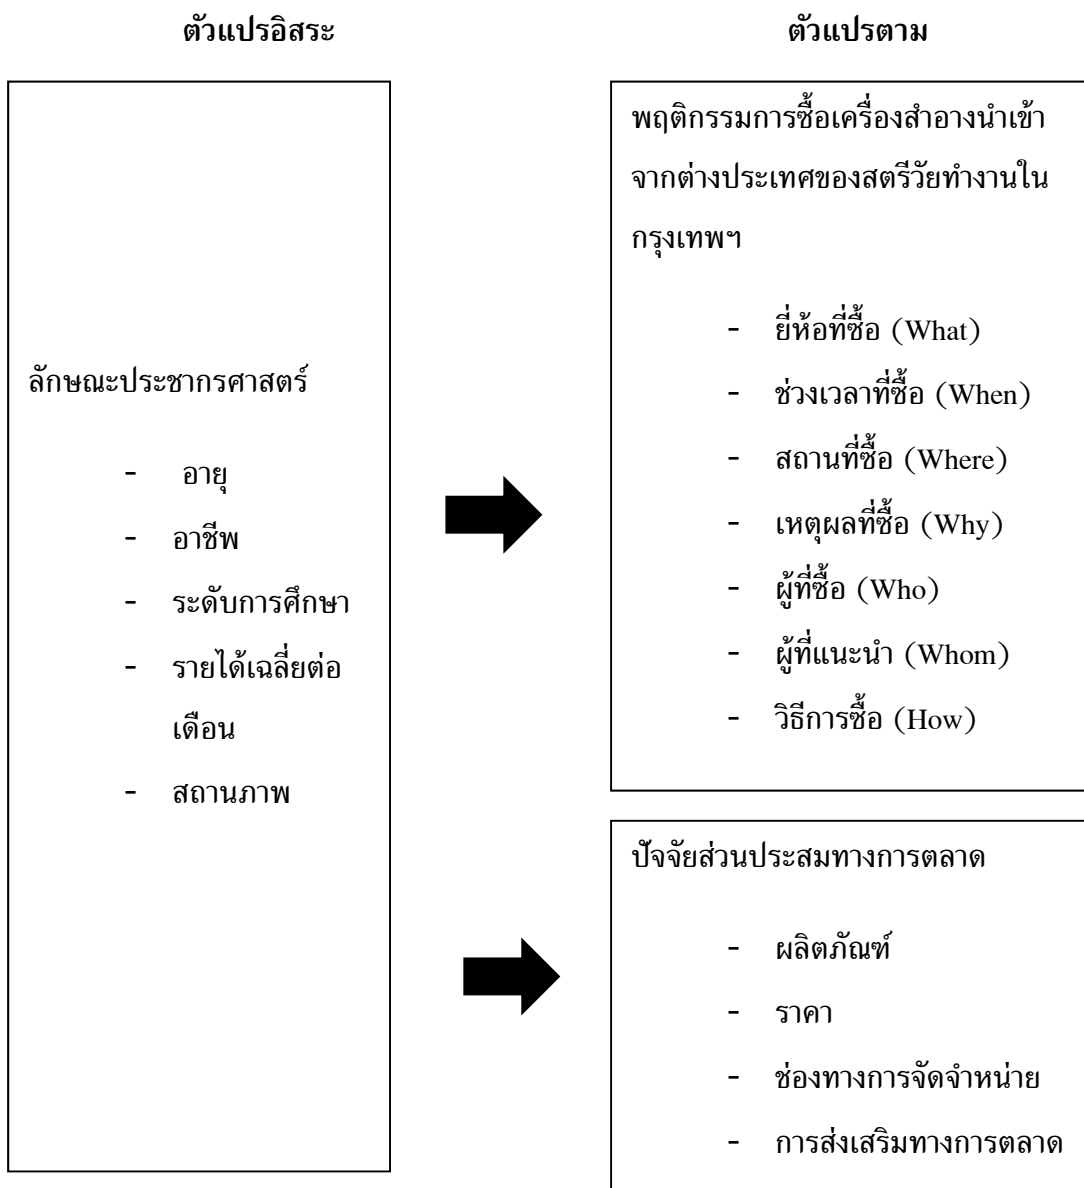 ตัวแปรอิสระ
ตัวแปรตาม
ลักษณะประชากรศาสตร์
- อายุ
- อาชีพ
- ระดับการศึกษา
- รายได้เฉลี่ยต่อ
เดือน
- สถานภาพ
พฤติกรรมการซื้อเครื่องสำอางนำเข้า
จากต่างประเทศของสตรีวัยทำงานใน
กรุงเทพฯ
- ยี่ห้อที่ซื้อ (What)
- ช่วงเวลาที่ซื้อ (When)
- สถานที่ซื้อ (Where)
- เหตุผลที่ซื้อ (Why)
- ผู้ที่ซื้อ (Who)
- ผู้ที่แนะนำ (Whom)
- วิธีการซื้อ (How)
ปัจจัยส่วนประสมทางการตลาด
- ผลิตภัณฑ์
- ราคา
- ช่องทางการจัดจำหน่าย
- การส่งเสริมทางการตลาด